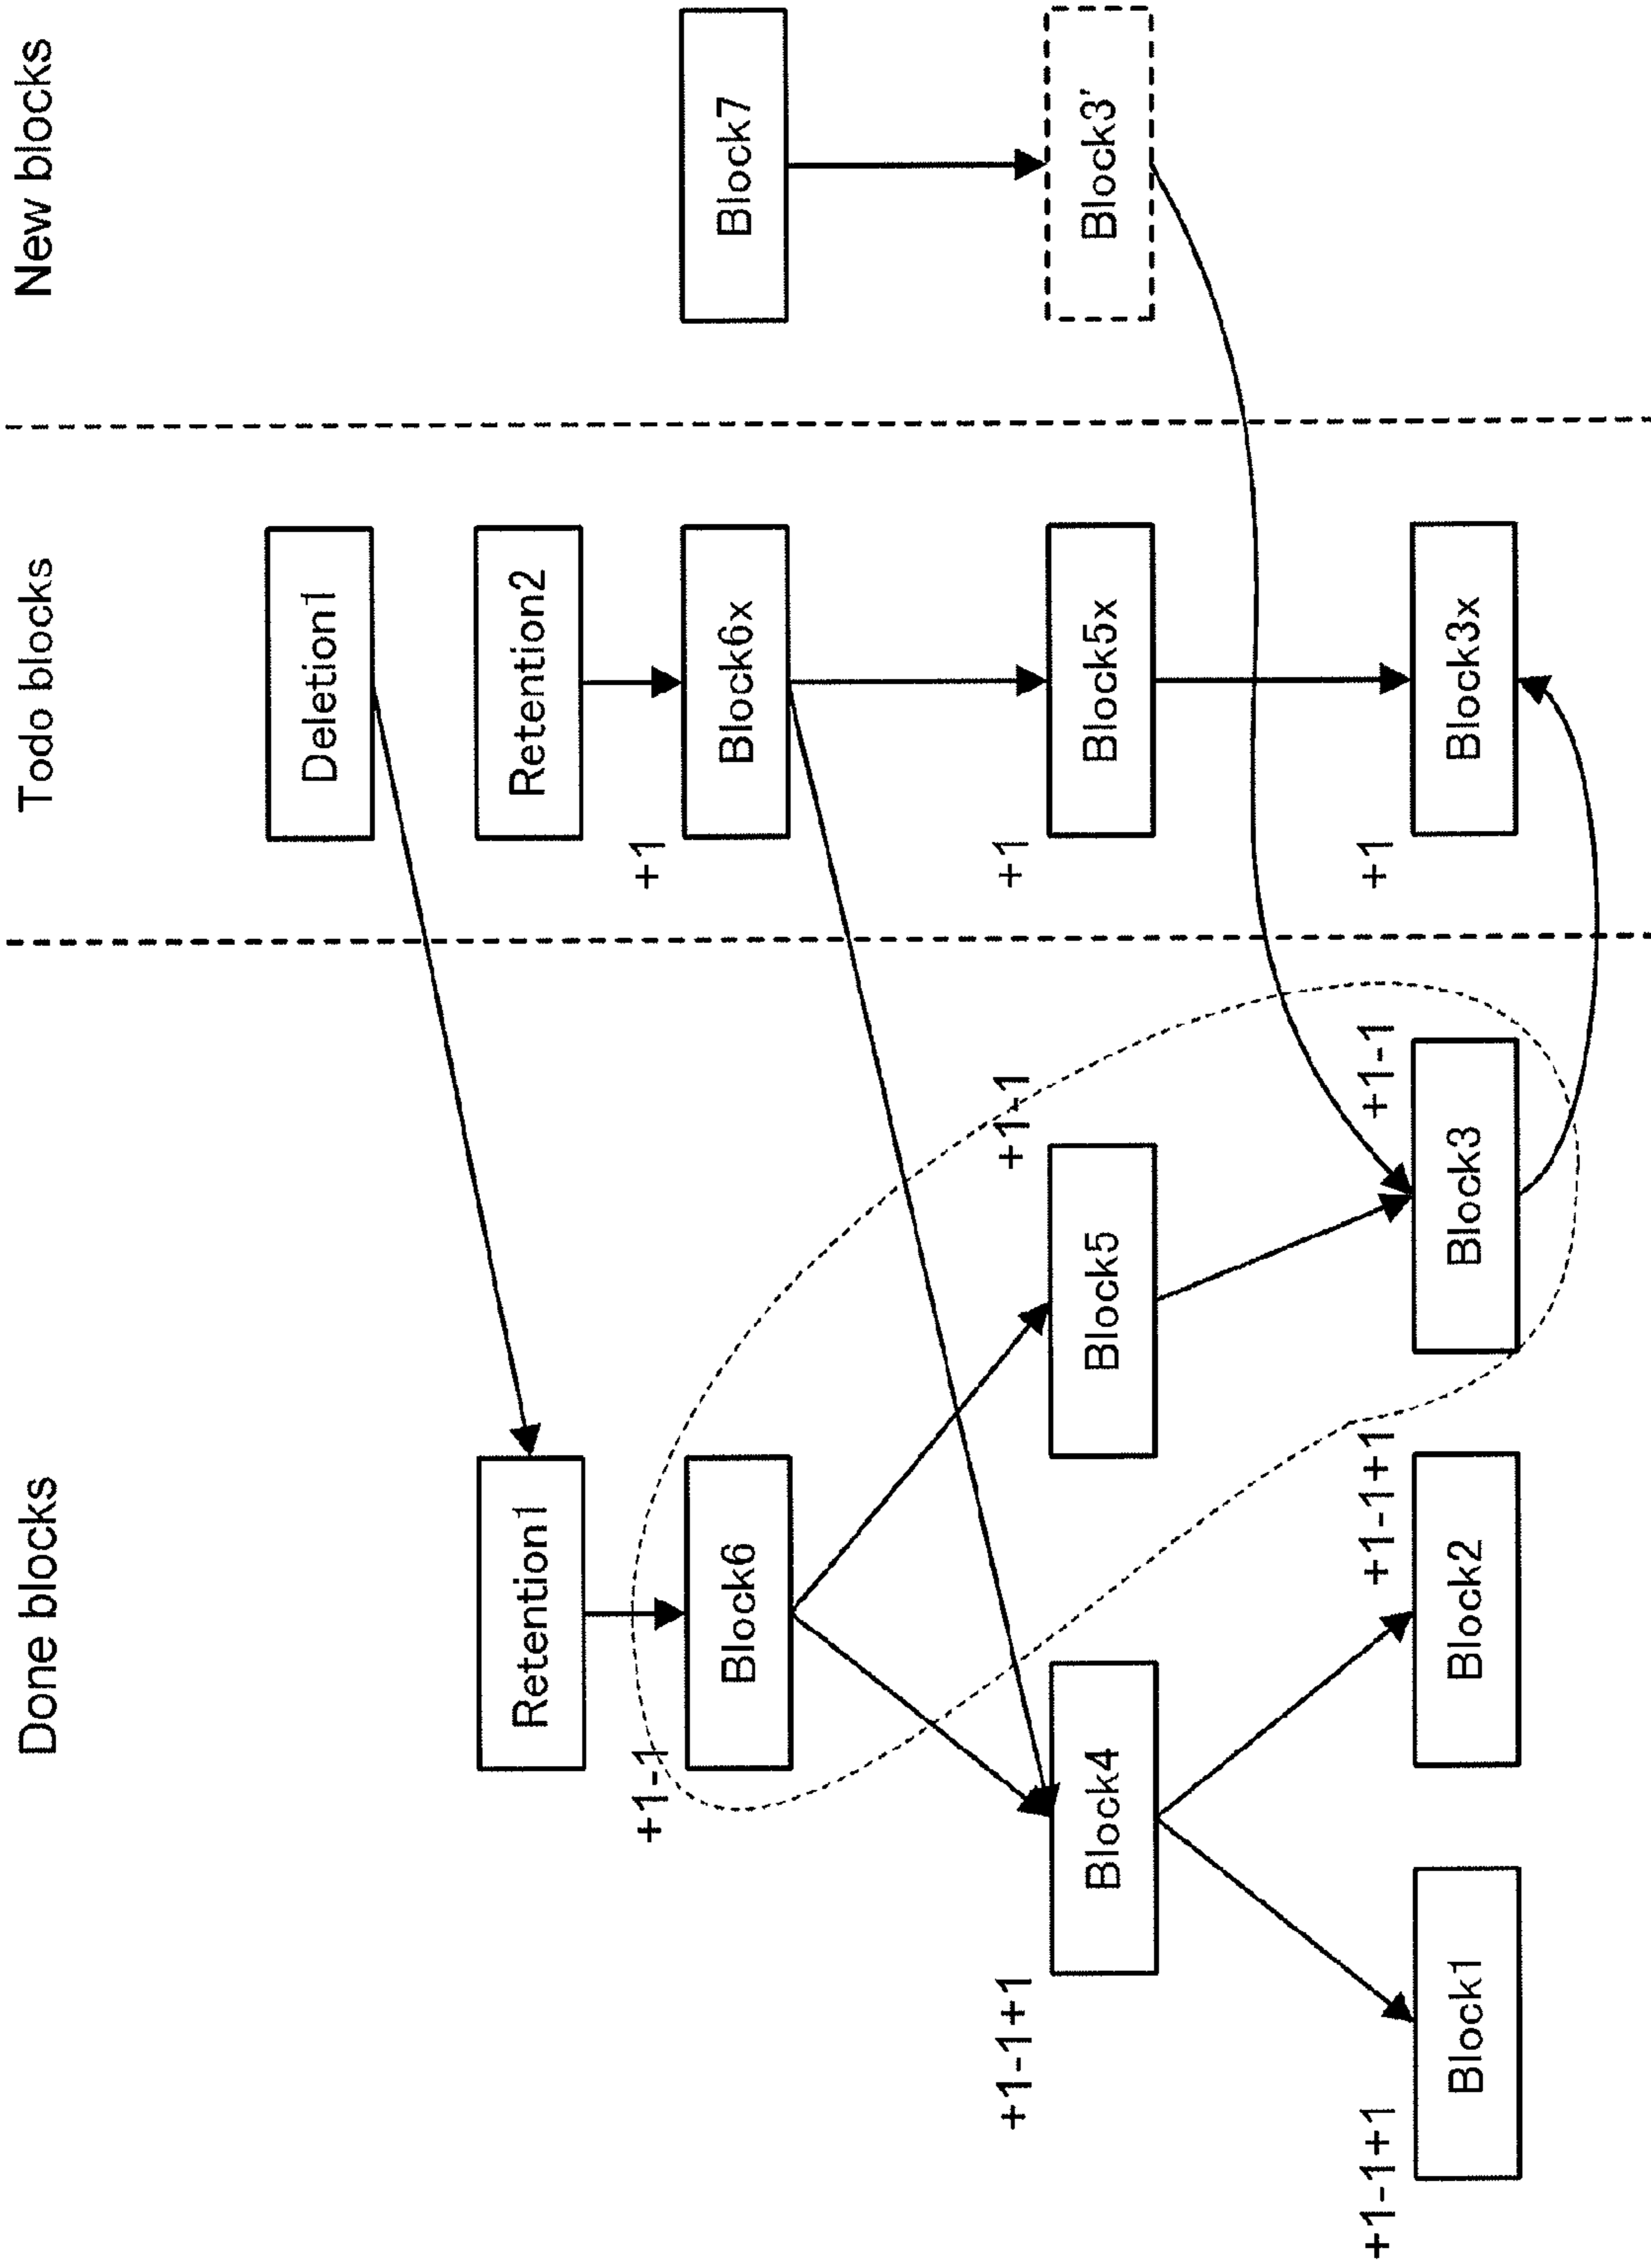 Done blocks
Todo blocks
New blocks
Deletion1
Retention1
Retention2
+1-1
Block6
+1
Block6x
Block7
+1-1+1
Block4
+1-1
Block5
+1
Block5x
Block3'
+1-1+1
Block1
+1-1+1
Block2
+1-1
Block3
+1
Block3x